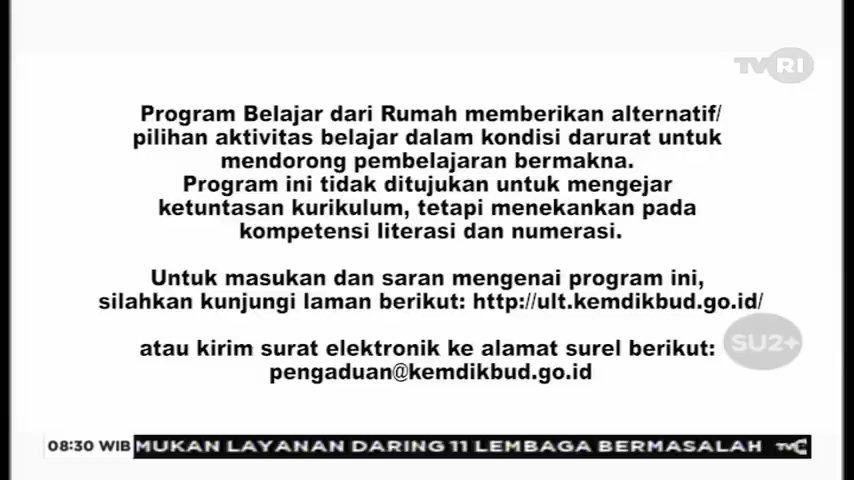 TVRI
Program Belajar dari Rumah memberikan alternatif/
pilihan aktivitas belajar dalam kondisi darurat untuk
mendorong pembelajaran bermakna.
Program ini tidak ditujukan untuk mengejar
ketuntasan kurikulum, tetapi menekankan pada
kompetensi literasi dan numerasi.
Untuk masukan dan saran mengenai program ini,
silahkan kunjungi laman berikut: http://ult.kemdikbud.go.id/
SU2+
atau kirim surat elektronik ke alamat surel berikut:
pengaduan@kemdikbud.go.id
08:30 WIB MUKAN LAYANAN DARING 11 LEMBAGA BERMASALAH